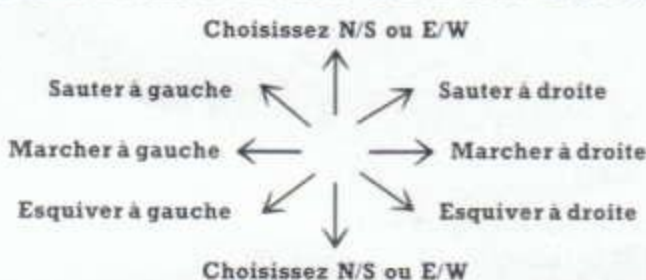 Choisissez N/S ou E/W
Sauter à gauche Sauter à droite
Marcher à gauche Marcher à droite
Esquiver à gauche Esquiver à droite
Choisissez N/S ou E/W